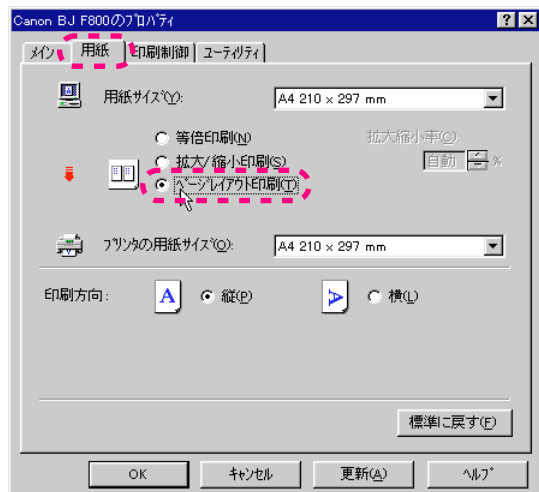 Canon BJ F800のﾌﾟﾛﾊﾟﾃｨ
ﾒｲﾝ 用紙 印刷制御 ﾕｰﾃｨﾘﾃｨ
用紙ｻｲｽﾞ(Y): A4 210 x 297 mm
等倍印刷(N) 拡大縮小率(C):
拡大/縮小印刷(S) 自動 %
ﾍﾟｰｼﾞﾚｲｱｳﾄ印刷(T)
ﾌﾟﾘﾝﾀの用紙ｻｲｽﾞ(O): A4 210 x 297 mm
印刷方向: A 縦(P) A 横(L)
標準に戻す(F)
OK ｷｬﾝｾﾙ 更新(A) ﾍﾙﾌﾟ